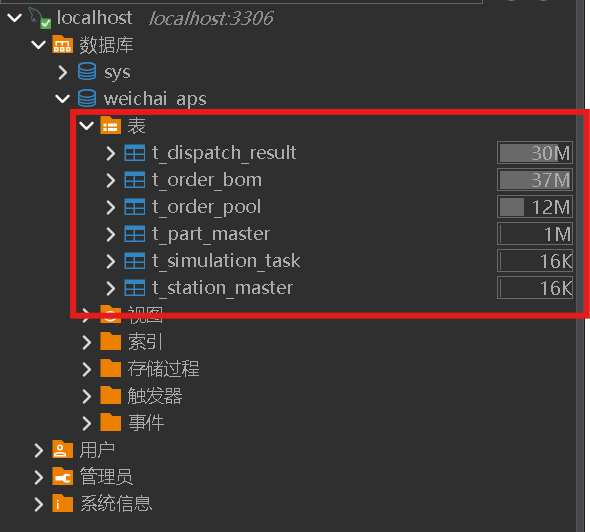 localhost localhost:3306
数据库
sys
weichai_aps
表
t_dispatch_result 30M
t_order_bom 37M
t_order_pool 12M
t_part_master 1M
t_simulation_task 16K
t_station_master 16K
视图
索引
存储过程
触发器
事件
用户
管理员
系统信息